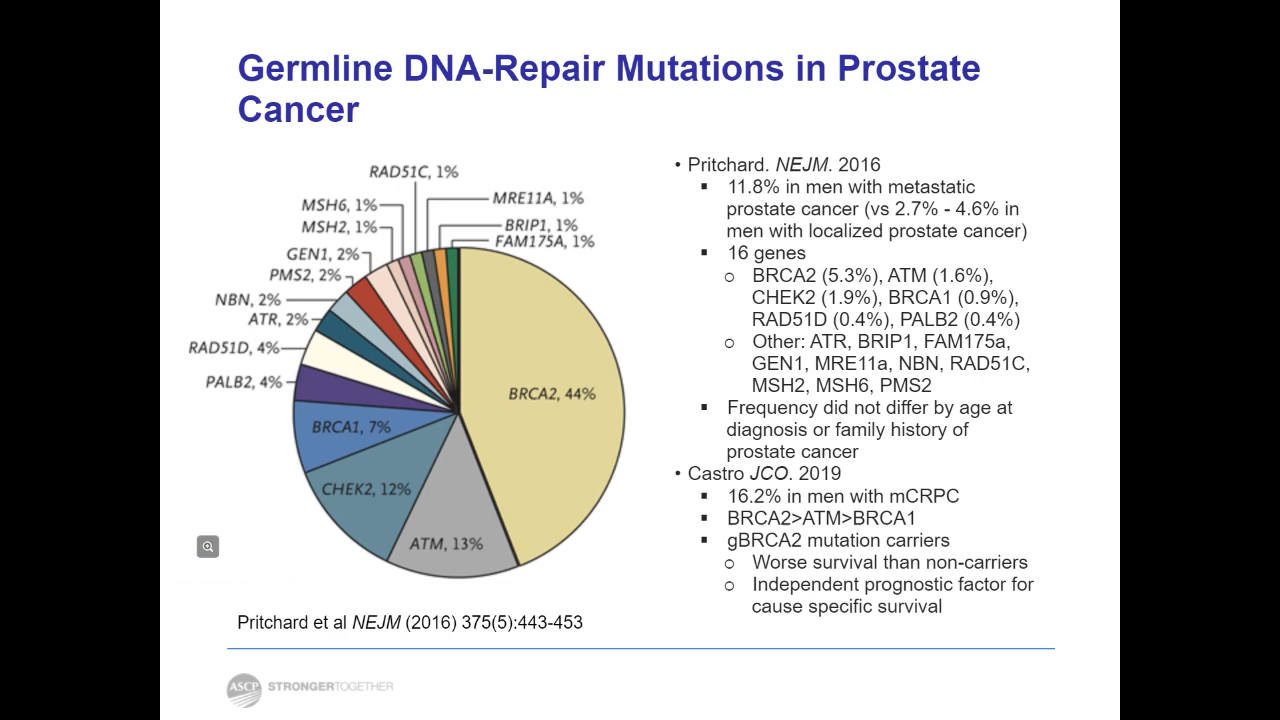 Germline DNA-Repair Mutations in Prostate
Cancer
RAD51C, 1%
MSH6, 1%
MRE11A, 1%
MSH2, 1%
BRIP1, 1%
FAM175A, 1%
GEN1, 2%
PMS2, 2%
NBN, 2%
ATR, 2%
RAD51D, 4%
PALB2, 4%
BRCA2, 44%
BRCA1, 7%
CHEK2, 12%
ATM, 13%
• Pritchard. NEJM. 2016
▪ 11.8% in men with metastatic
prostate cancer (vs 2.7% - 4.6% in
men with localized prostate cancer)
▪ 16 genes
o BRCA2 (5.3%), ATM (1.6%),
CHEK2 (1.9%), BRCA1 (0.9%),
RAD51D (0.4%), PALB2 (0.4%)
o Other: ATR, BRIP1, FAM175a,
GEN1, MRE11a, NBN, RAD51C,
MSH2, MSH6, PMS2
▪ Frequency did not differ by age at
diagnosis or family history of
prostate cancer
• Castro JCO. 2019
▪ 16.2% in men with mCRPC
▪ BRCA2>ATM>BRCA1
▪ gBRCA2 mutation carriers
o Worse survival than non-carriers
o Independent prognostic factor for
cause specific survival
Pritchard et al NEJM (2016) 375(5):443-453
ASCP STRONGERTOGETHER